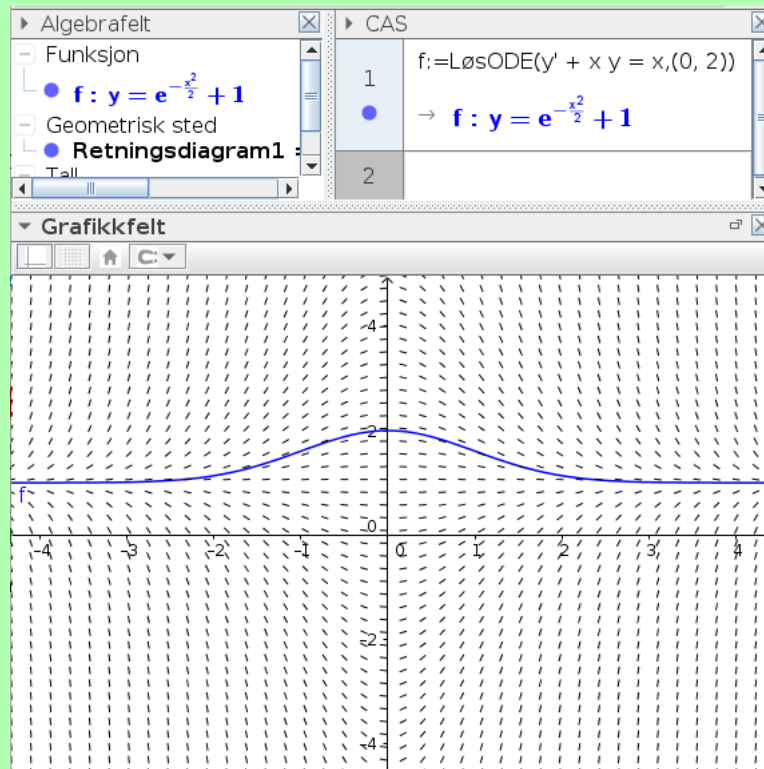 Algebrafelt
Funksjon
f : y = e^(-x²/2) + 1
Geometrisk sted
Retningsdiagram1 =
Tall
CAS
1
f:=LøsODE(y' + x y = x,(0, 2))
→ f : y = e^(-x²/2) + 1
2
Grafikkfelt
4
2
f
0
-4 -3 -2 -1 0 1 2 3 4
-2
-4